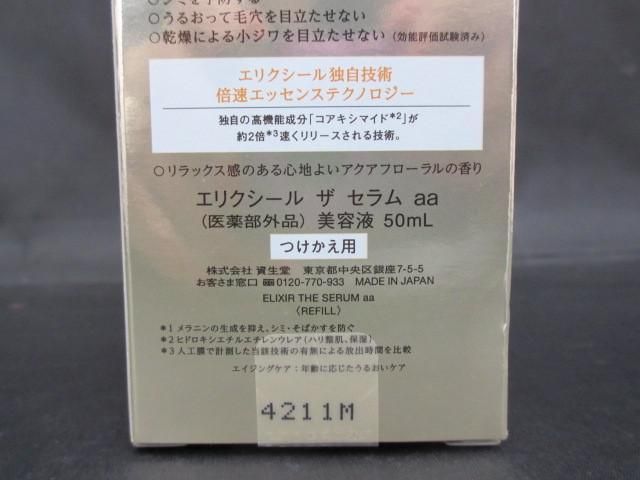 ○シミを予防する
○うるおって毛穴を目立たせない
○乾燥による小ジワを目立たせない（効能評価試験済み）
エリクシール独自技術
倍速エッセンステクノロジー
独自の高機能成分「コアキシマイド*2」が
約2倍*3速くリリースされる技術。
○リラックス感のある心地よいアクアフローラルの香り
エリクシール ザ セラム aa
（医薬部外品）美容液 50mL
つけかえ用
株式会社 資生堂 東京都中央区銀座7-5-5
お客さま窓口 0120-770-933 MADE IN JAPAN
ELIXIR THE SERUM aa
〈REFILL〉
*1 メラニンの生成を抑え、シミ・そばかすを防ぐ
*2 ヒドロキシエチルエチレンウレア（ハリ整肌、保湿）
*3 人工膜で計測した当該技術の有無による放出時間を比較
エイジングケア：年齢に応じたうるおいケア
4211M